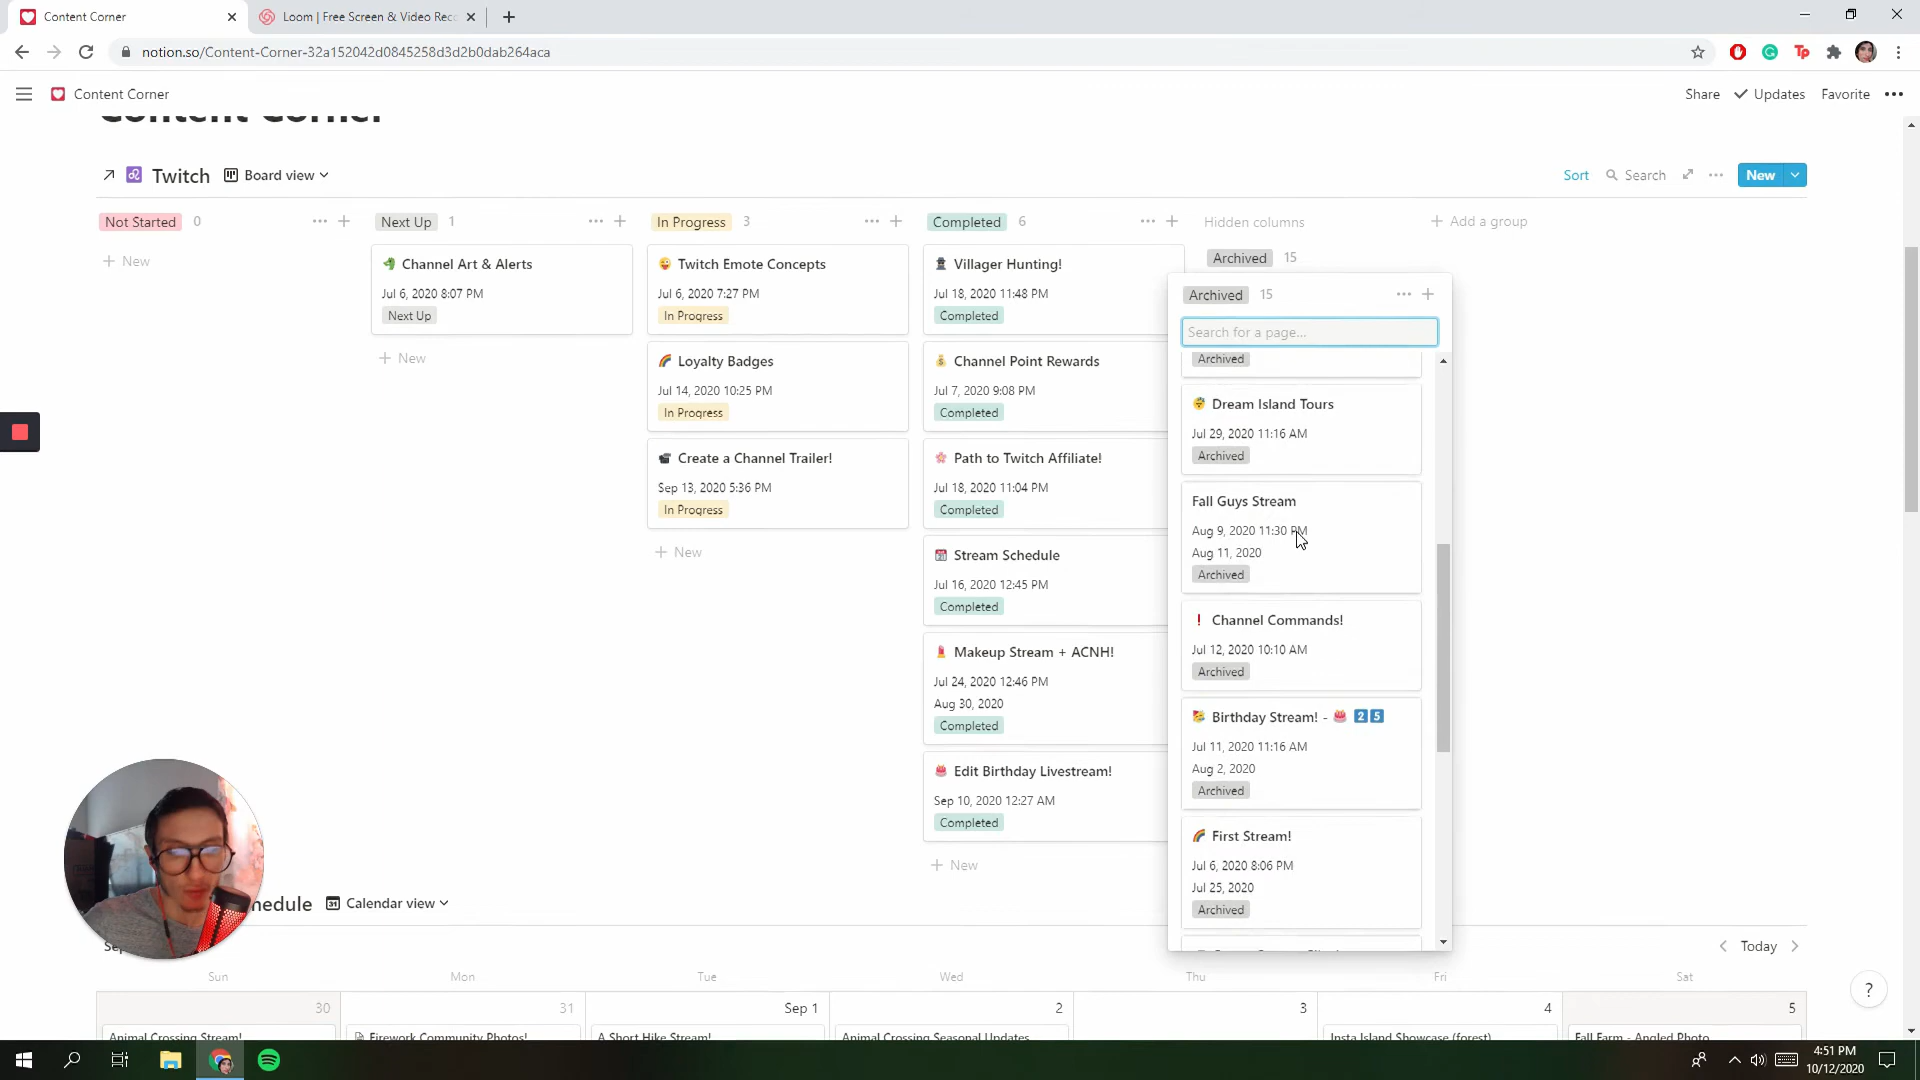 Content Corner
Loom | Free Screen & Video Reco
notion.so/Content-Corner-32a152042d0845258d3d2b0dab264aca
Content Corner
Share
Updates
Favorite
Content Corner
Twitch
Board view
Sort
Search
New
Not Started 0
Next Up 1
In Progress 3
Completed 6
Hidden columns
Add a group
New
Channel Art & Alerts
Jul 6, 2020 8:07 PM
Next Up
New
Twitch Emote Concepts
Jul 6, 2020 7:27 PM
In Progress
Loyalty Badges
Jul 14, 2020 10:25 PM
In Progress
Create a Channel Trailer!
Sep 13, 2020 5:36 PM
In Progress
New
Villager Hunting!
Jul 18, 2020 11:48 PM
Completed
Channel Point Rewards
Jul 7, 2020 9:08 PM
Completed
Path to Twitch Affiliate!
Jul 18, 2020 11:04 PM
Completed
Stream Schedule
Jul 16, 2020 12:45 PM
Completed
Makeup Stream + ACNH!
Jul 24, 2020 12:46 PM
Aug 30, 2020
Completed
Edit Birthday Livestream!
Sep 10, 2020 12:27 AM
Completed
New
Archived 15
Archived 15
Search for a page...
Archived
Dream Island Tours
Jul 29, 2020 11:16 AM
Archived
Fall Guys Stream
Aug 9, 2020 11:30 PM
Aug 11, 2020
Archived
Channel Commands!
Jul 12, 2020 10:10 AM
Archived
Birthday Stream! - 25
Jul 11, 2020 11:16 AM
Aug 2, 2020
Archived
First Stream!
Jul 6, 2020 8:06 PM
Jul 25, 2020
Archived
hedule
Calendar view
Se
Today
Sun Mon Tue Wed Thu Fri Sat
30 31 Sep 1 2 3 4 5
Animal Crossing Stream!
Firework Community Photos!
A Short Hike Stream!
Animal Crossing Seasonal Updates
Insta Island Showcase (forest)
Fall Farm - Angled Photo
?
4:51 PM
10/12/2020